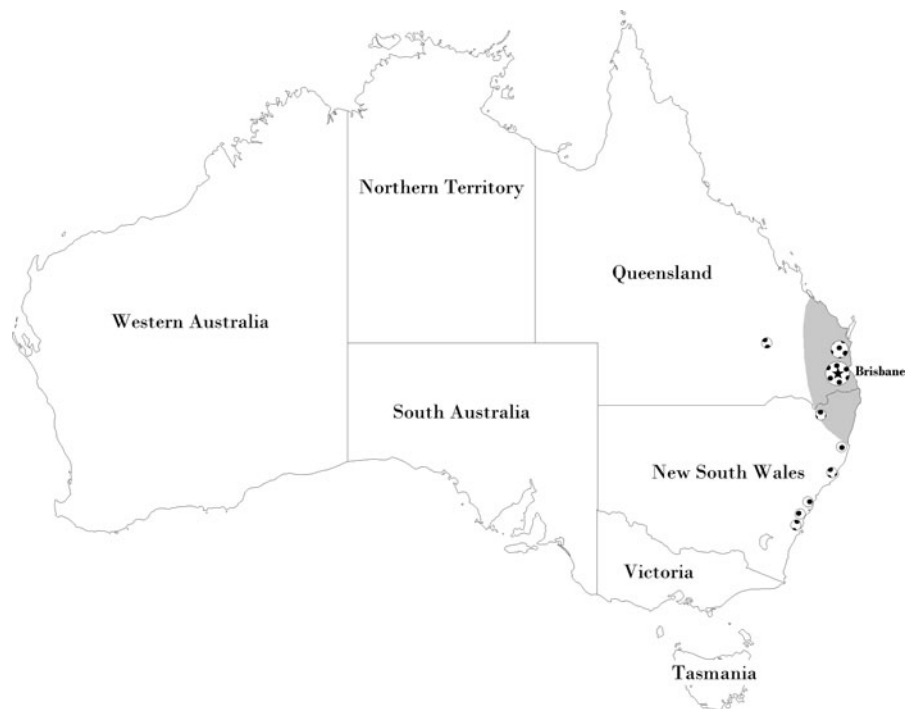 Northern Territory
Queensland
Western Australia
Brisbane
South Australia
New South Wales
Victoria
Tasmania